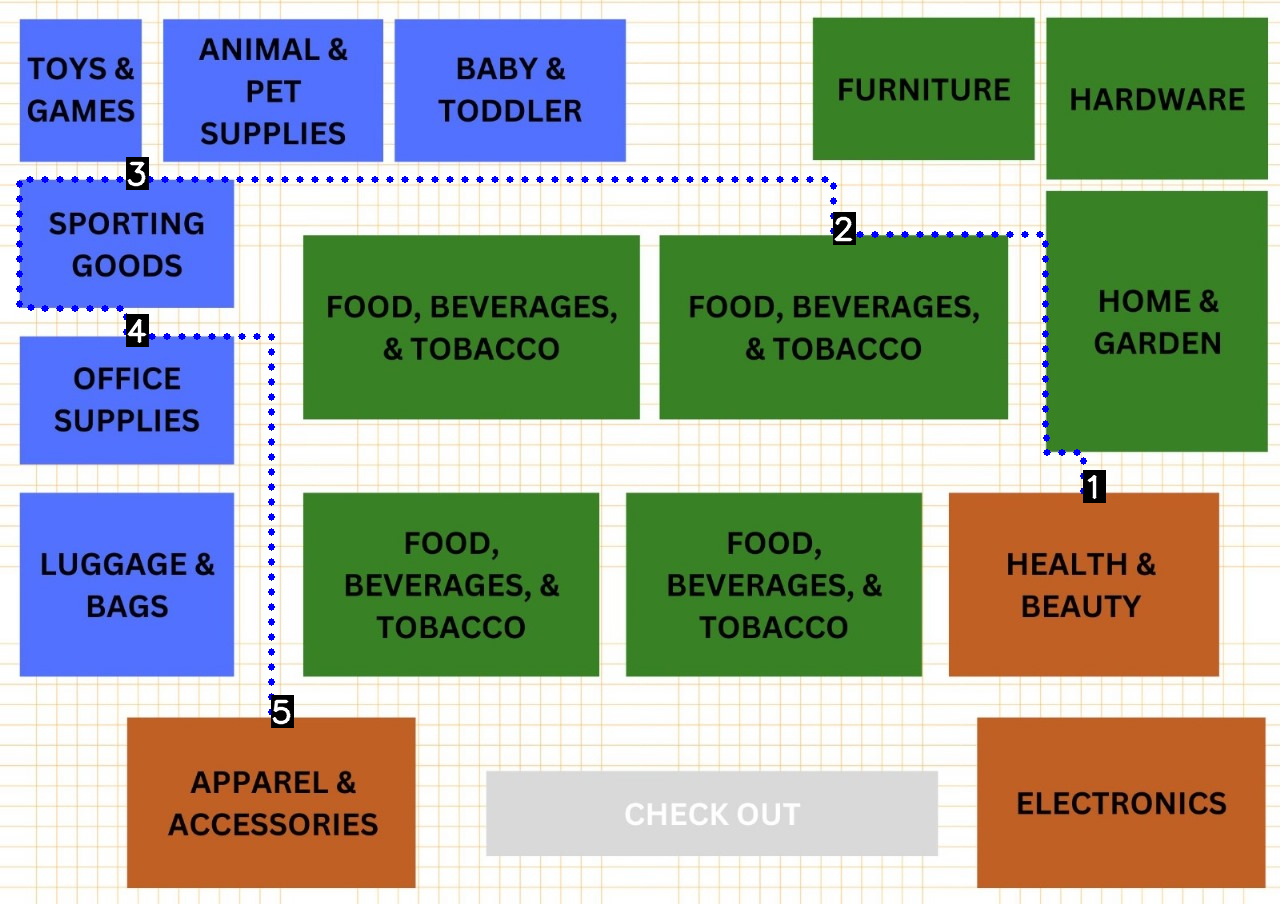 TOYS &
GAMES
ANIMAL &
PET
SUPPLIES
BABY &
TODDLER
FURNITURE
HARDWARE
3
SPORTING
GOODS
2
FOOD, BEVERAGES,
& TOBACCO
FOOD, BEVERAGES,
& TOBACCO
HOME &
GARDEN
4
OFFICE
SUPPLIES
1
LUGGAGE &
BAGS
FOOD,
BEVERAGES, &
TOBACCO
FOOD,
BEVERAGES, &
TOBACCO
HEALTH &
BEAUTY
5
APPAREL &
ACCESSORIES
CHECK OUT
ELECTRONICS